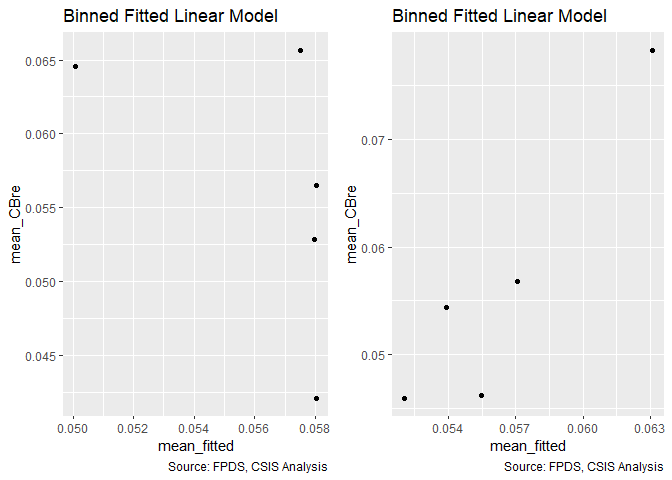 Binned Fitted Linear Model
mean_CBre
0.065
0.060
0.055
0.050
0.045
0.050 0.052 0.054 0.056 0.058
mean_fitted
Source: FPDS, CSIS Analysis
Binned Fitted Linear Model
mean_CBre
0.07
0.06
0.05
0.054 0.057 0.060 0.063
mean_fitted
Source: FPDS, CSIS Analysis